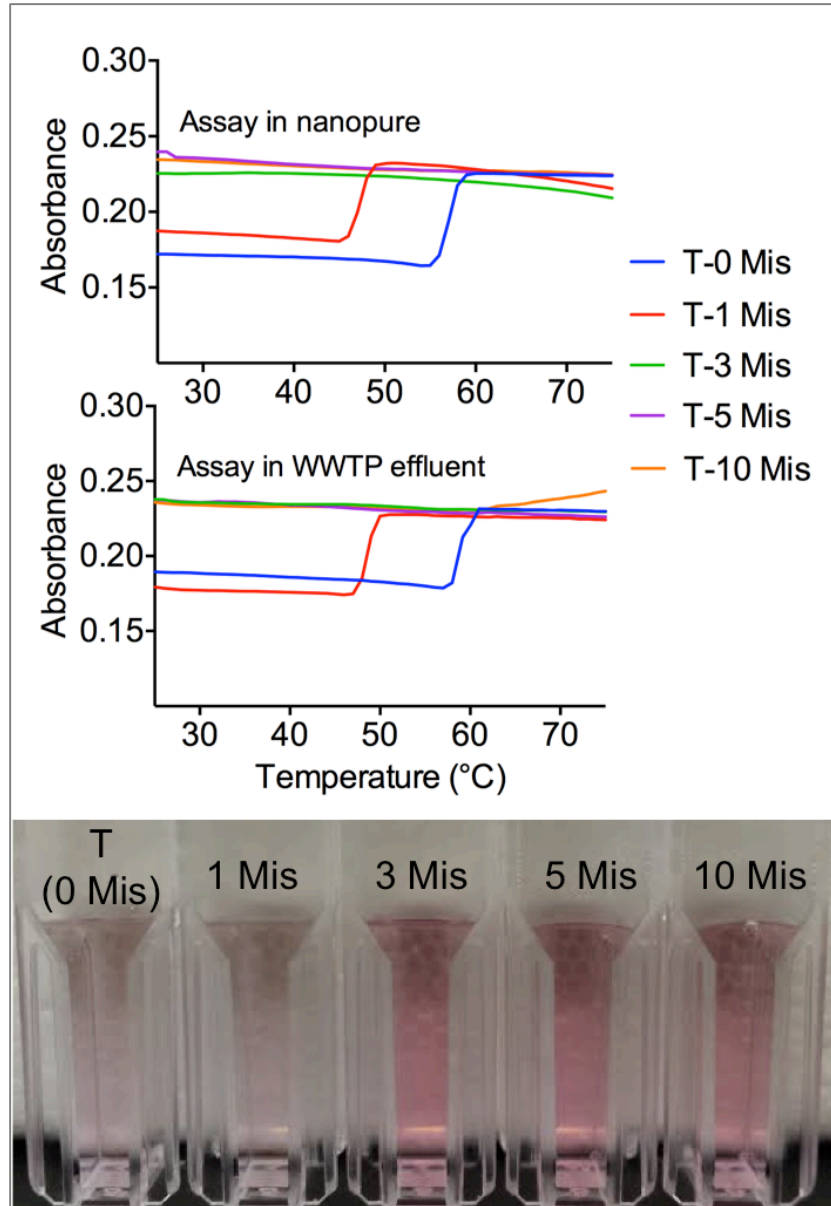 0.30
Assay in nanopure
0.25
0.20
0.15
Absorbance
30 40 50 60 70
T-0 Mis
T-1 Mis
T-3 Mis
T-5 Mis
T-10 Mis
0.30
Assay in WWTP effluent
0.25
0.20
0.15
Absorbance
30 40 50 60 70
Temperature (°C)
T
(0 Mis)
1 Mis
3 Mis
5 Mis
10 Mis